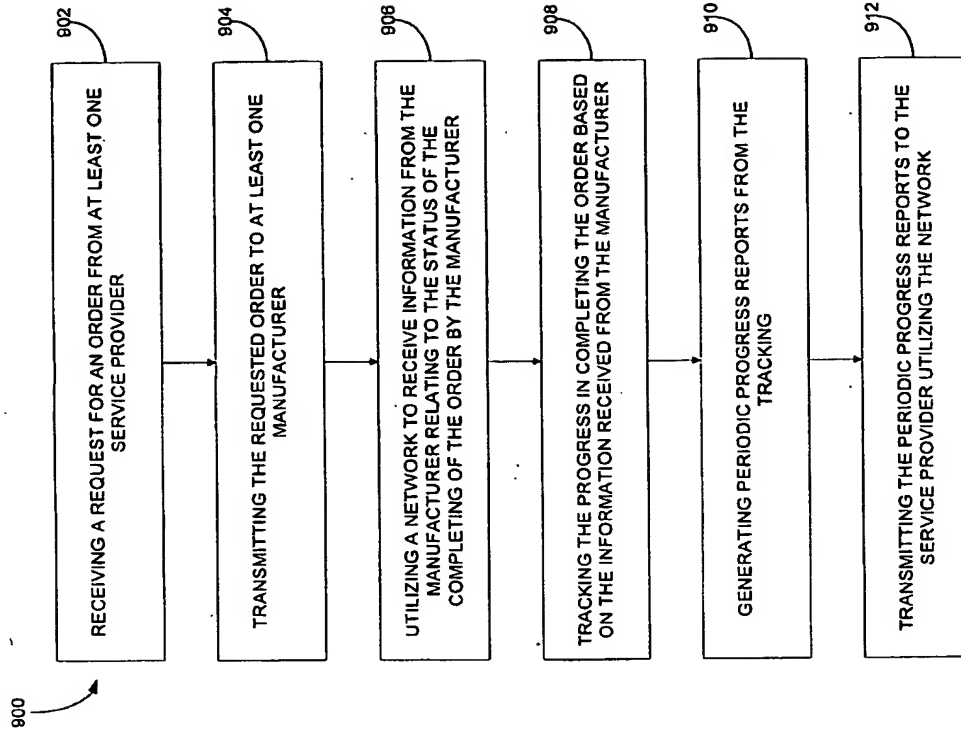 900
902
RECEIVING A REQUEST FOR AN ORDER FROM AT LEAST ONE
SERVICE PROVIDER
904
TRANSMITTING THE REQUESTED ORDER TO AT LEAST ONE
MANUFACTURER
906
UTILIZING A NETWORK TO RECEIVE INFORMATION FROM THE
MANUFACTURER RELATING TO THE STATUS OF THE
COMPLETING OF THE ORDER BY THE MANUFACTURER
908
TRACKING THE PROGRESS IN COMPLETING THE ORDER BASED
ON THE INFORMATION RECEIVED FROM THE MANUFACTURER
910
GENERATING PERIODIC PROGRESS REPORTS FROM THE
TRACKING
912
TRANSMITTING THE PERIODIC PROGRESS REPORTS TO THE
SERVICE PROVIDER UTILIZING THE NETWORK